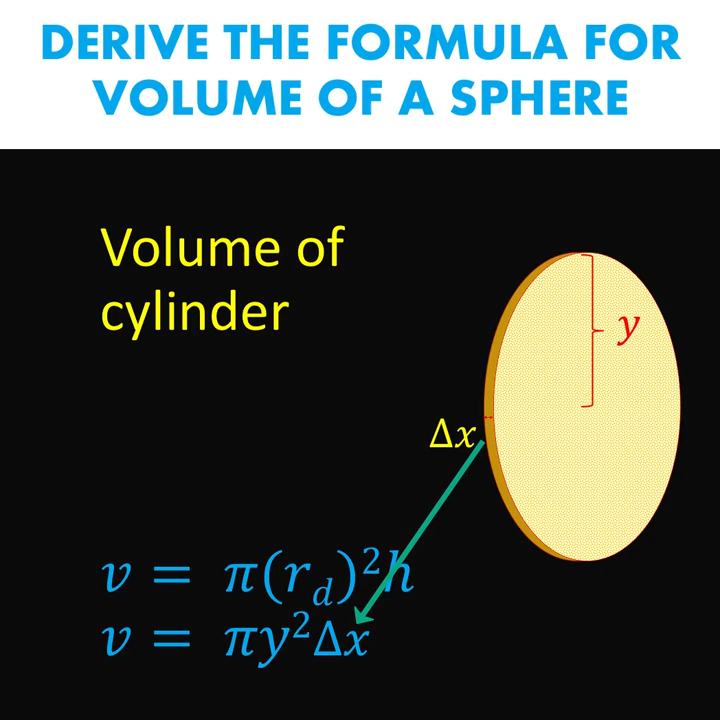 DERIVE THE FORMULA FOR
VOLUME OF A SPHERE
Volume of
cylinder
y
Δx
v = π(r_d)²h
v = πy²Δx